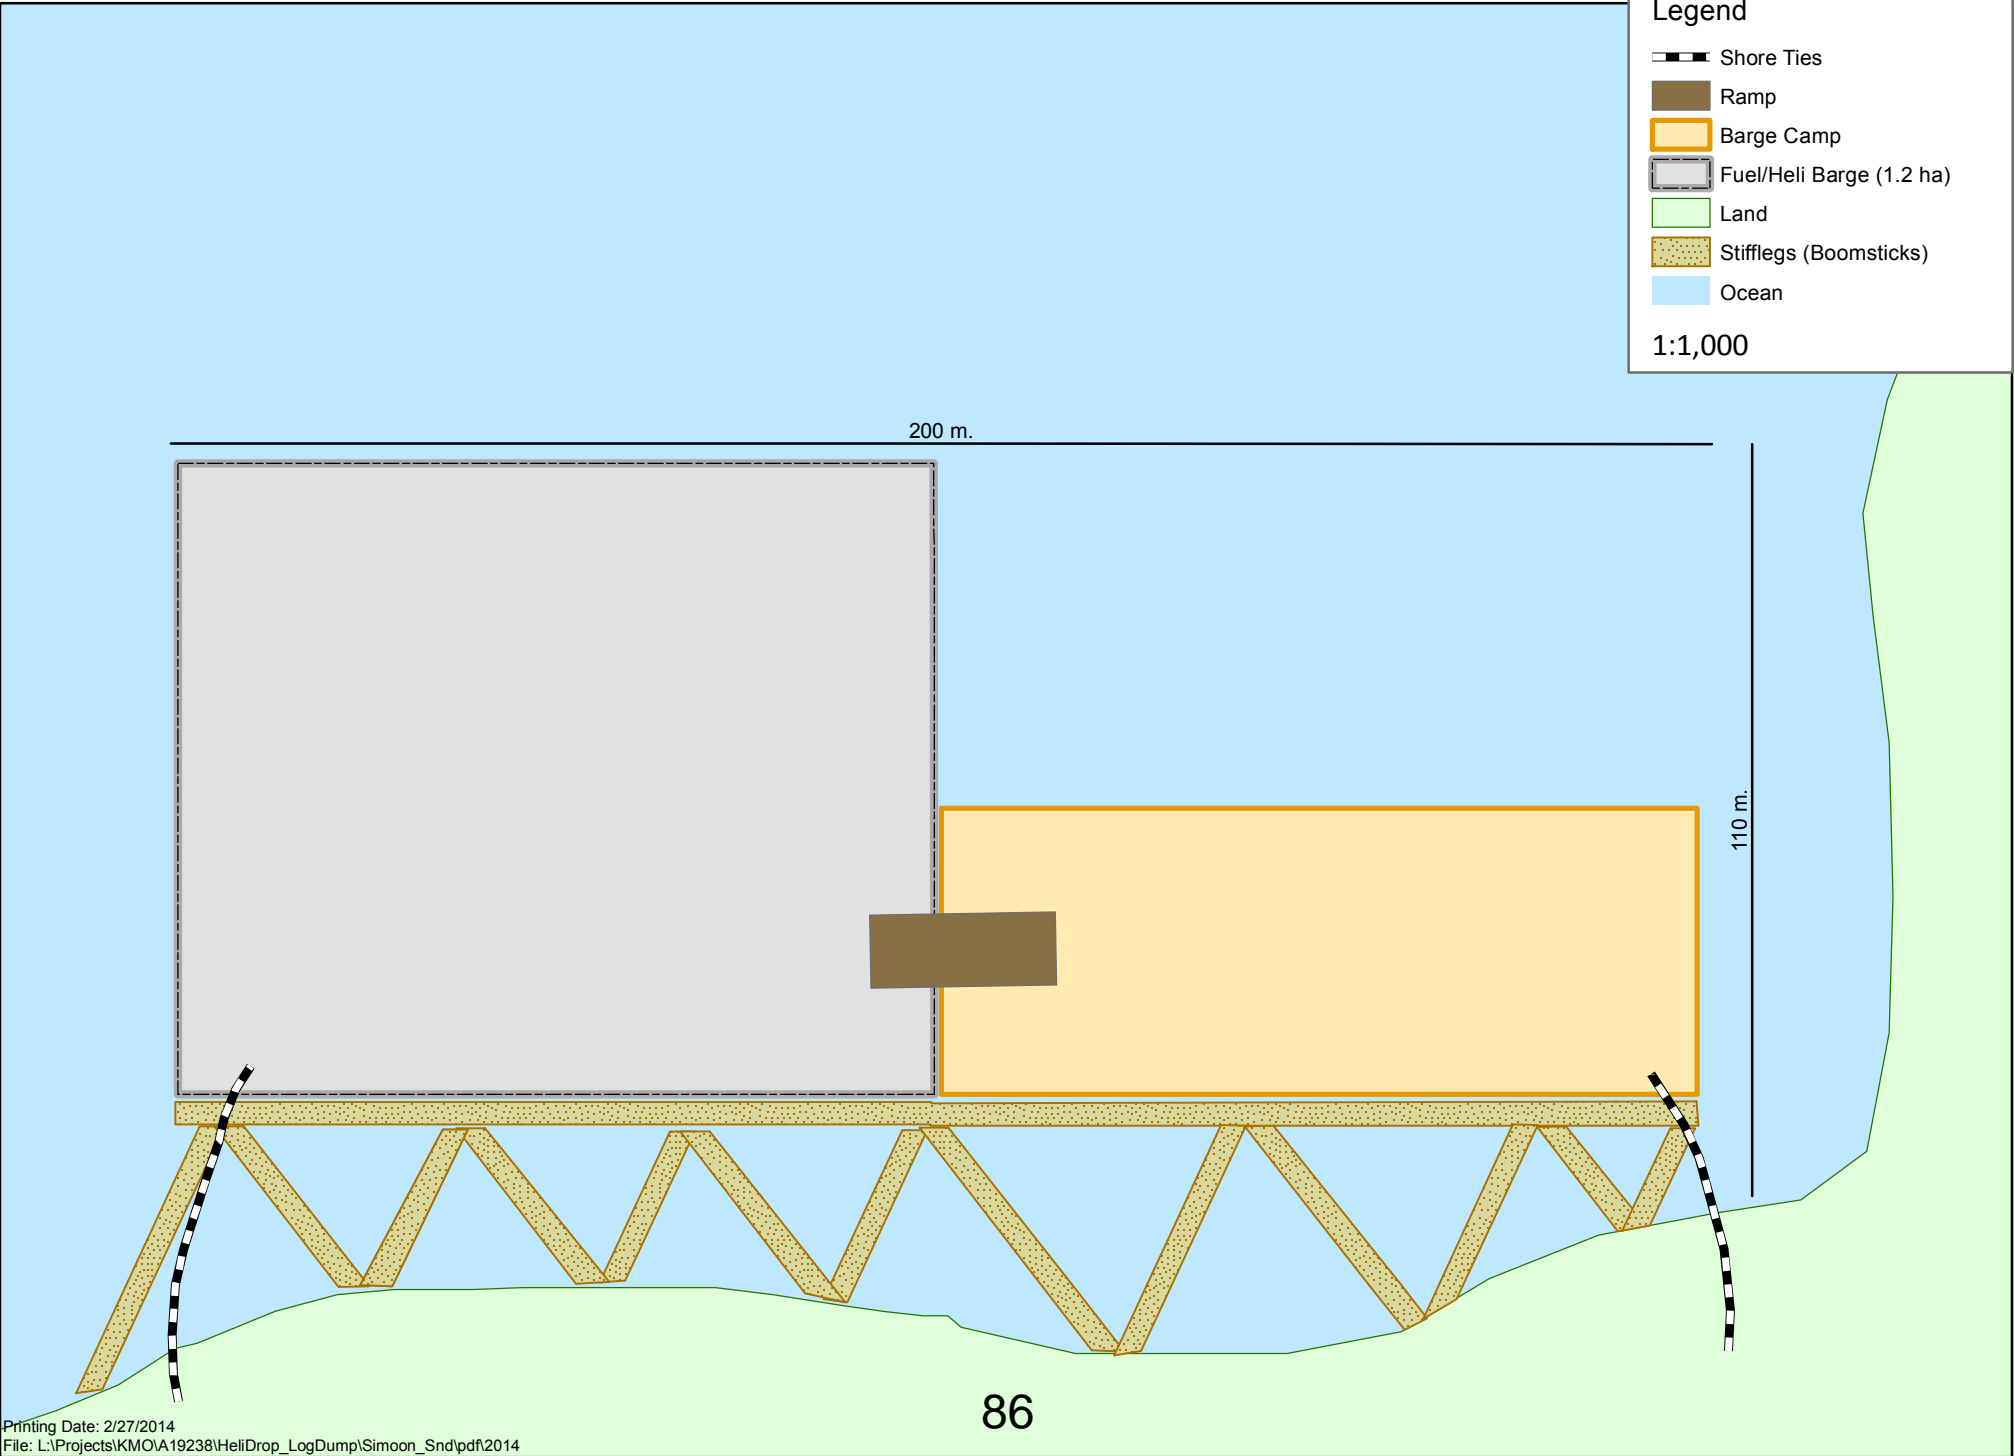 Legend
Shore Ties
Ramp
Barge Camp
Fuel/Heli Barge (1.2 ha)
Land
Stifflegs (Boomsticks)
Ocean
1:1,000
200 m.
110 m.
86
Printing Date: 2/27/2014
File: L:\Projects\KMO\A19238\HeliDrop_LogDump\Simoon_Snd\pdf\2014